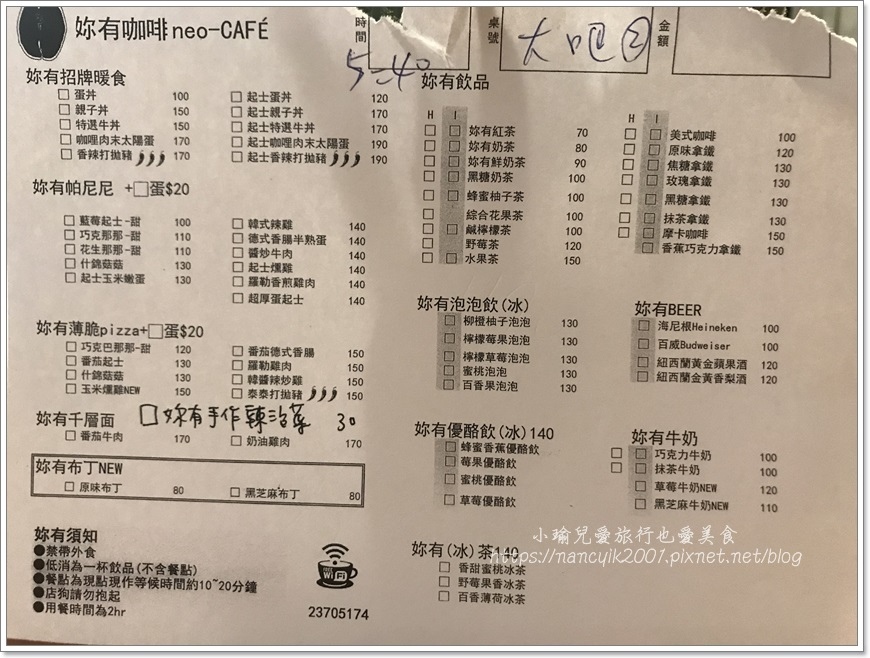 妳有咖啡 neo-CAFÉ
時間 5:40
桌號 大吧②
金額
妳有招牌暖食
蛋丼 100
親子丼 150
特選牛丼 150
咖哩肉末太陽蛋 170
香辣打拋豬 170
起士蛋丼 120
起士親子丼 170
起士特選牛丼 170
起士咖哩肉末太陽蛋 190
起士香辣打拋豬 190
妳有帕尼尼 +□蛋$20
藍莓起士-甜 100
巧克那那-甜 110
花生那那-甜 110
什錦菇菇 130
起士玉米嫩蛋 130
韓式辣雞 140
德式香腸半熟蛋 140
醬炒牛肉 140
起士燻雞 140
羅勒香煎雞肉 140
超厚蛋起士 140
妳有薄脆pizza+□蛋$20
巧克巴那那-甜 120
番茄起士 130
什錦菇菇 130
玉米燻雞NEW 150
番茄德式香腸 150
羅勒雞肉 150
韓醬辣炒雞 150
泰泰打拋豬 150
妳有千層面
□妳有手作辣泡菜 30
番茄牛肉 170
奶油雞肉 170
妳有布丁NEW
原味布丁 80
黑芝麻布丁 80
妳有須知
●禁帶外食
●低消為一杯飲品(不含餐點)
●餐點為現點現作等候時間約10~20分鐘
●店狗請勿抱起
●用餐時間為2hr
WiFi
23705174
妳有飲品
H I
妳有紅茶 70
妳有奶茶 80
妳有鮮奶茶 90
黑糖奶茶 100
蜂蜜柚子茶 100
綜合花果茶 100
鹹檸檬茶 100
野莓茶 120
水果茶 150
H I
美式咖啡 100
原味拿鐵 120
焦糖拿鐵 130
玫瑰拿鐵 130
黑糖拿鐵 130
抹茶拿鐵 130
摩卡咖啡 150
香蕉巧克力拿鐵 150
妳有泡泡飲(冰)
柳橙柚子泡泡 130
檸檬莓果泡泡 130
檸檬草莓泡泡 130
蜜桃泡泡 130
百香果泡泡 130
妳有BEER
海尼根Heineken 100
百威Budweiser 100
紐西蘭黃金蘋果酒 120
紐西蘭金黃香梨酒 120
妳有優酪飲(冰)140
蜂蜜香蕉優酪飲
莓果優酪飲
蜜桃優酪飲
草莓優酪飲
妳有牛奶
巧克力牛奶 100
抹茶牛奶 100
草莓牛奶NEW 120
黑芝麻牛奶NEW 110
妳有(冰)茶140
香甜蜜桃冰茶
野莓果香冰茶
百香薄荷冰茶
小瑜兒愛旅行也愛美食
https://nancyik2001.pixnet.net/blog